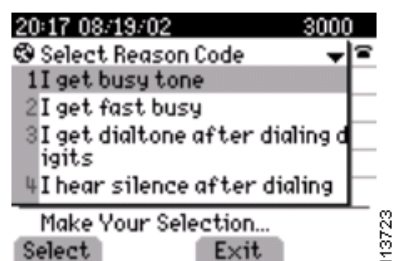 20:17 08/19/02 3000
Select Reason Code
1 I get busy tone
2 I get fast busy
3 I get dialtone after dialing d
igits
4 I hear silence after dialing
Make Your Selection...
Select Exit
113723